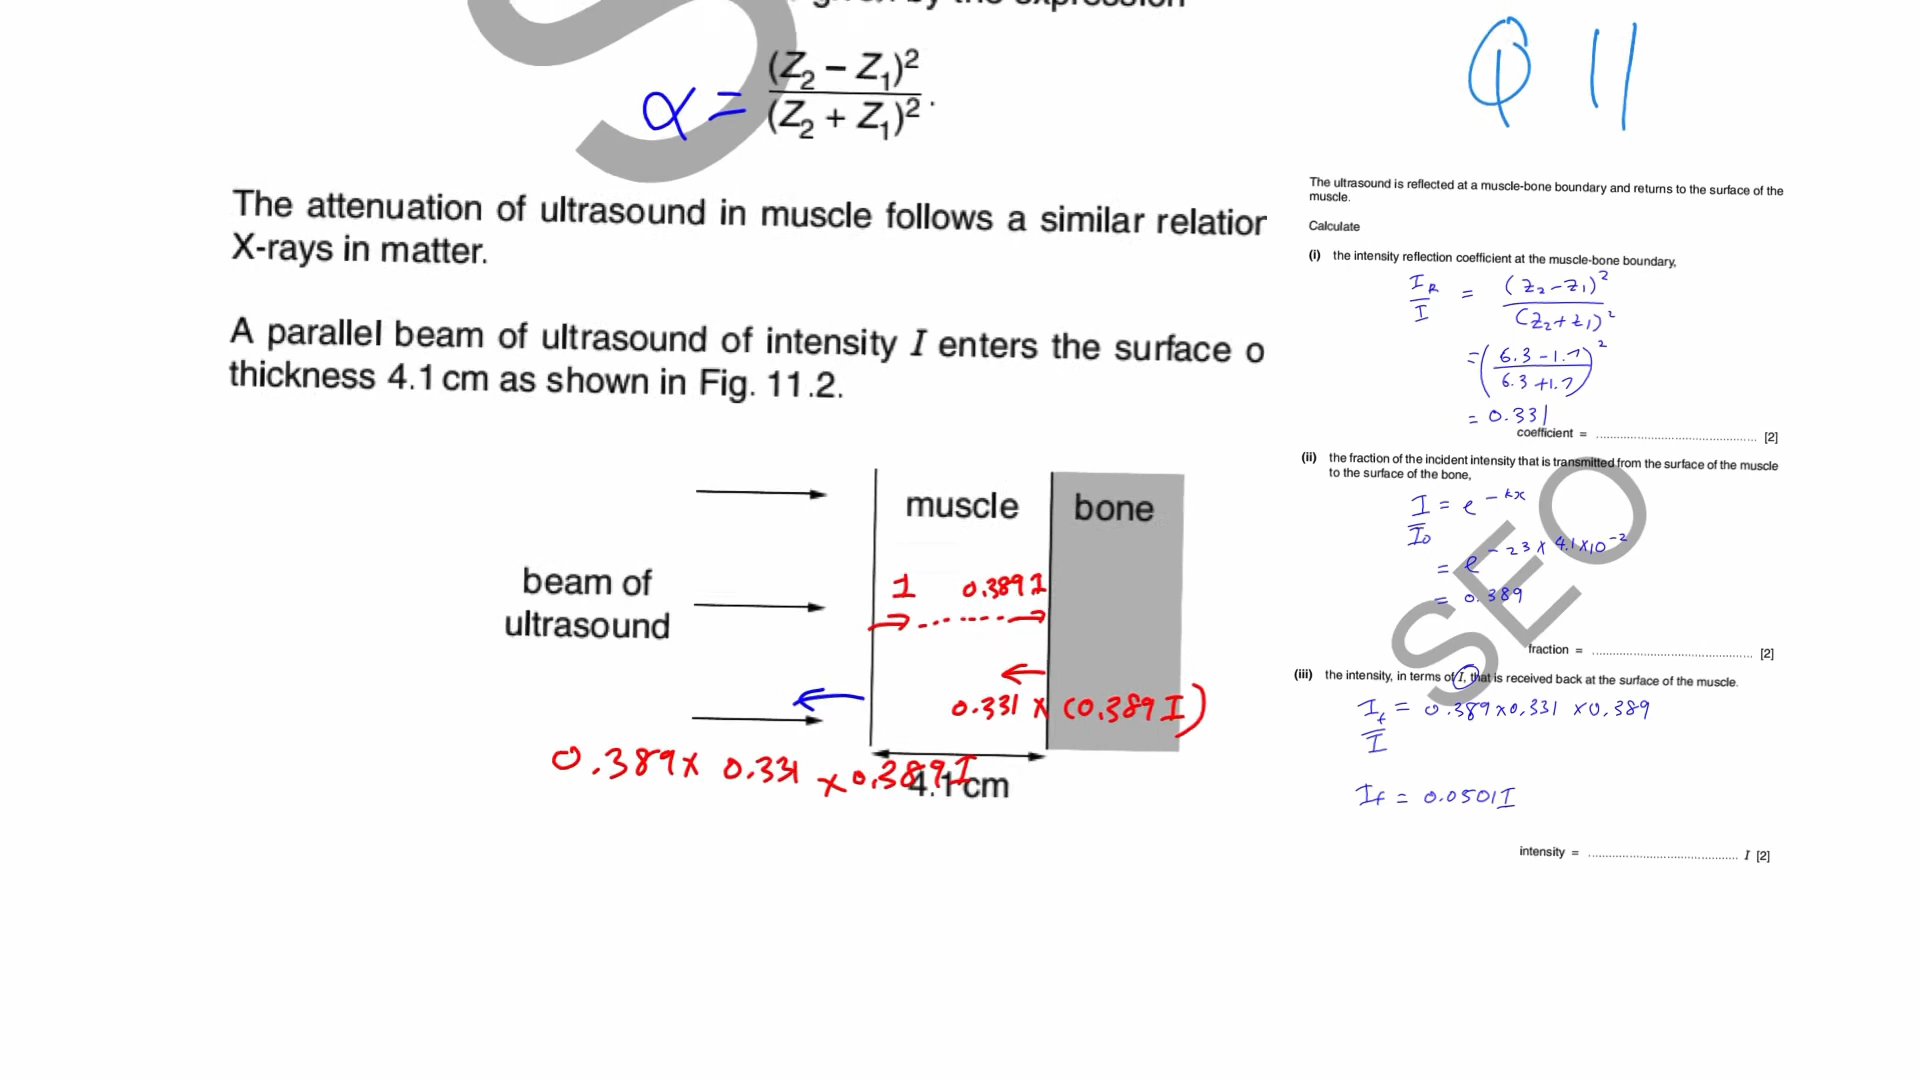 given by the expression
α = (Z₂ − Z₁)² / (Z₂ + Z₁)² .
The attenuation of ultrasound in muscle follows a similar relation
X-rays in matter.
A parallel beam of ultrasound of intensity I enters the surface o
thickness 4.1 cm as shown in Fig. 11.2.
muscle
bone
beam of
ultrasound
I 0.389I
0.331 × (0.389I)
0.389 × 0.331 × 0.389I
4.1 cm
Q 11
The ultrasound is reflected at a muscle-bone boundary and returns to the surface of the
muscle.
Calculate
(i) the intensity reflection coefficient at the muscle-bone boundary,
I_R / I = (Z₂ − Z₁)² / (Z₂ + Z₁)²
= ((6.3 − 1.7) / (6.3 + 1.7))²
= 0.331
coefficient = .......................................... [2]
(ii) the fraction of the incident intensity that is transmitted from the surface of the muscle
to the surface of the bone,
I / I₀ = e^(−kx)
= e^(−23 × 4.1×10⁻²)
= 0.389
fraction = .......................................... [2]
(iii) the intensity, in terms of I, that is received back at the surface of the muscle.
I_f / I = 0.389 × 0.331 × 0.389
I_f = 0.0501I
intensity = .......................................... I [2]
SEO